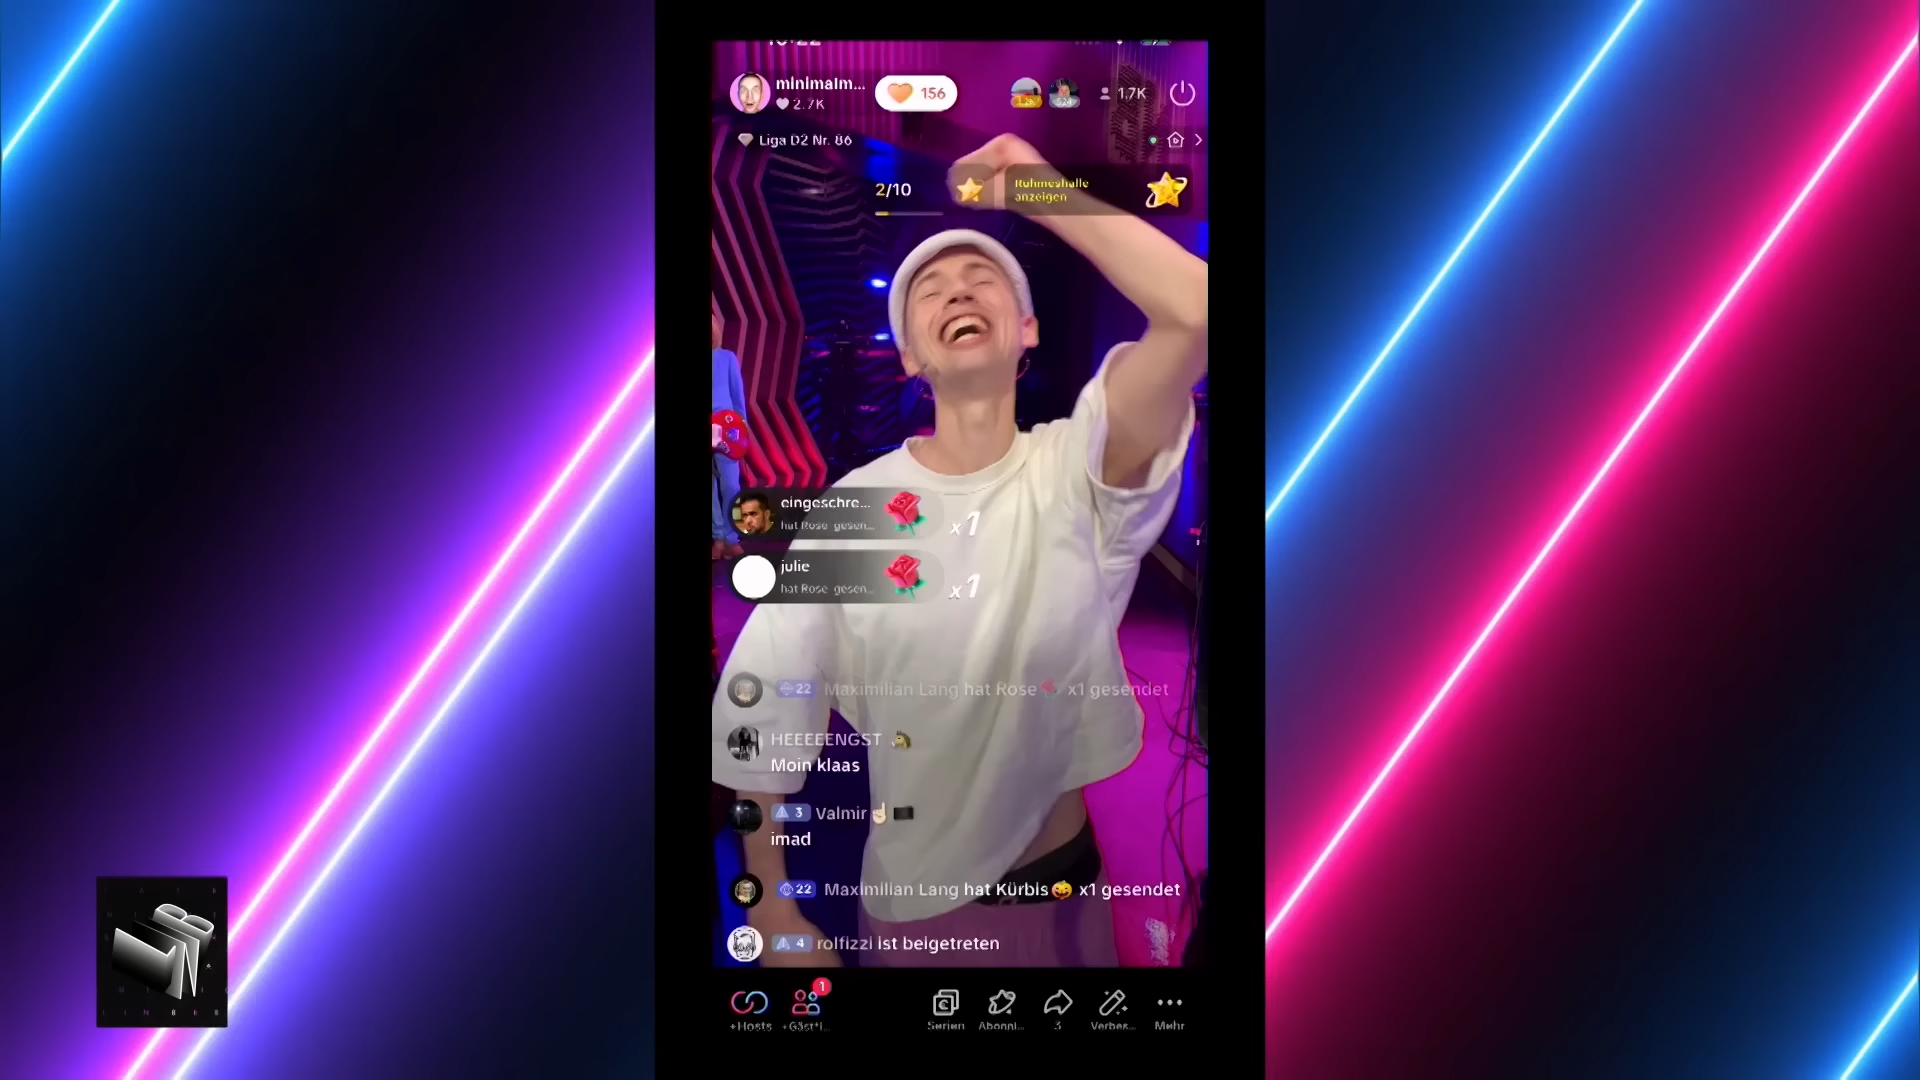 minimalm...
2.7K
156
1.7K
Liga D2 Nr. 86
2/10
Ruhmeshalle
anzeigen
eingeschre...
hat Rose gesen...
x1
julie
hat Rose gesen...
x1
22 Maximilian Lang hat Rose x1 gesendet
HEEEEENGST
Moin klaas
3 Valmir
imad
22 Maximilian Lang hat Kürbis x1 gesendet
4 rolfizzi ist beigetreten
1
+Hosts +Gäst*i... Serien Abonni... 3 Verbes... Mehr